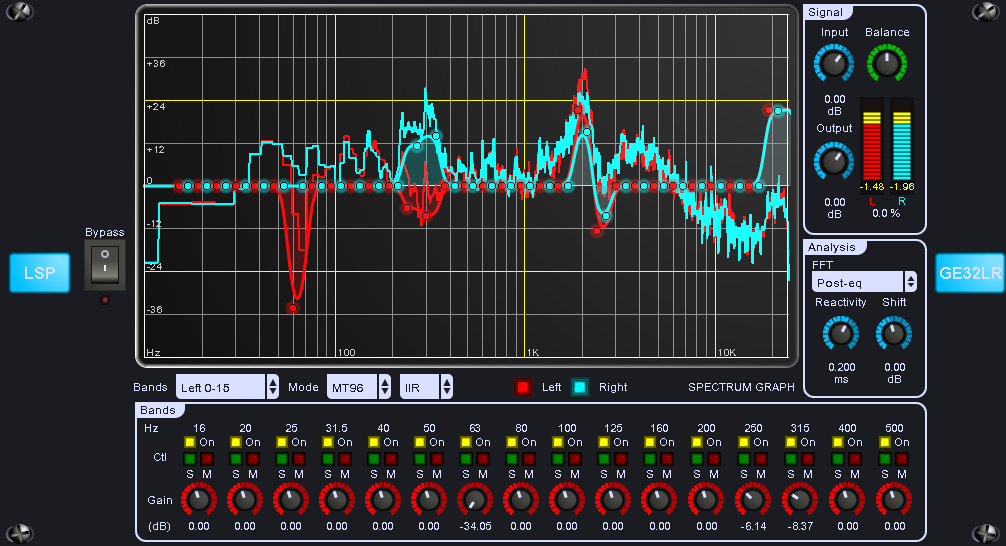 dB
+36
+24
+12
0
-12
-24
-36
Hz 100 1K 10K
Signal
Input Balance
0.00
dB
Output
0.00
dB
-1.48 -1.96
L R
0.0 %
Bypass
LSP
GE32LR
Analysis
FFT
Post-eq
Reactivity Shift
0.200 0.00
ms dB
Bands Left 0-15 Mode MT96 IIR Left Right SPECTRUM GRAPH
Bands
Hz 16 20 25 31.5 40 50 63 80 100 125 160 200 250 315 400 500
On On On On On On On On On On On On On On On On
Ctl
S M S M S M S M S M S M S M S M S M S M S M S M S M S M S M S M
Gain
(dB) 0.00 0.00 0.00 0.00 0.00 0.00 -34.05 0.00 0.00 0.00 0.00 0.00 -6.14 -8.37 0.00 0.00